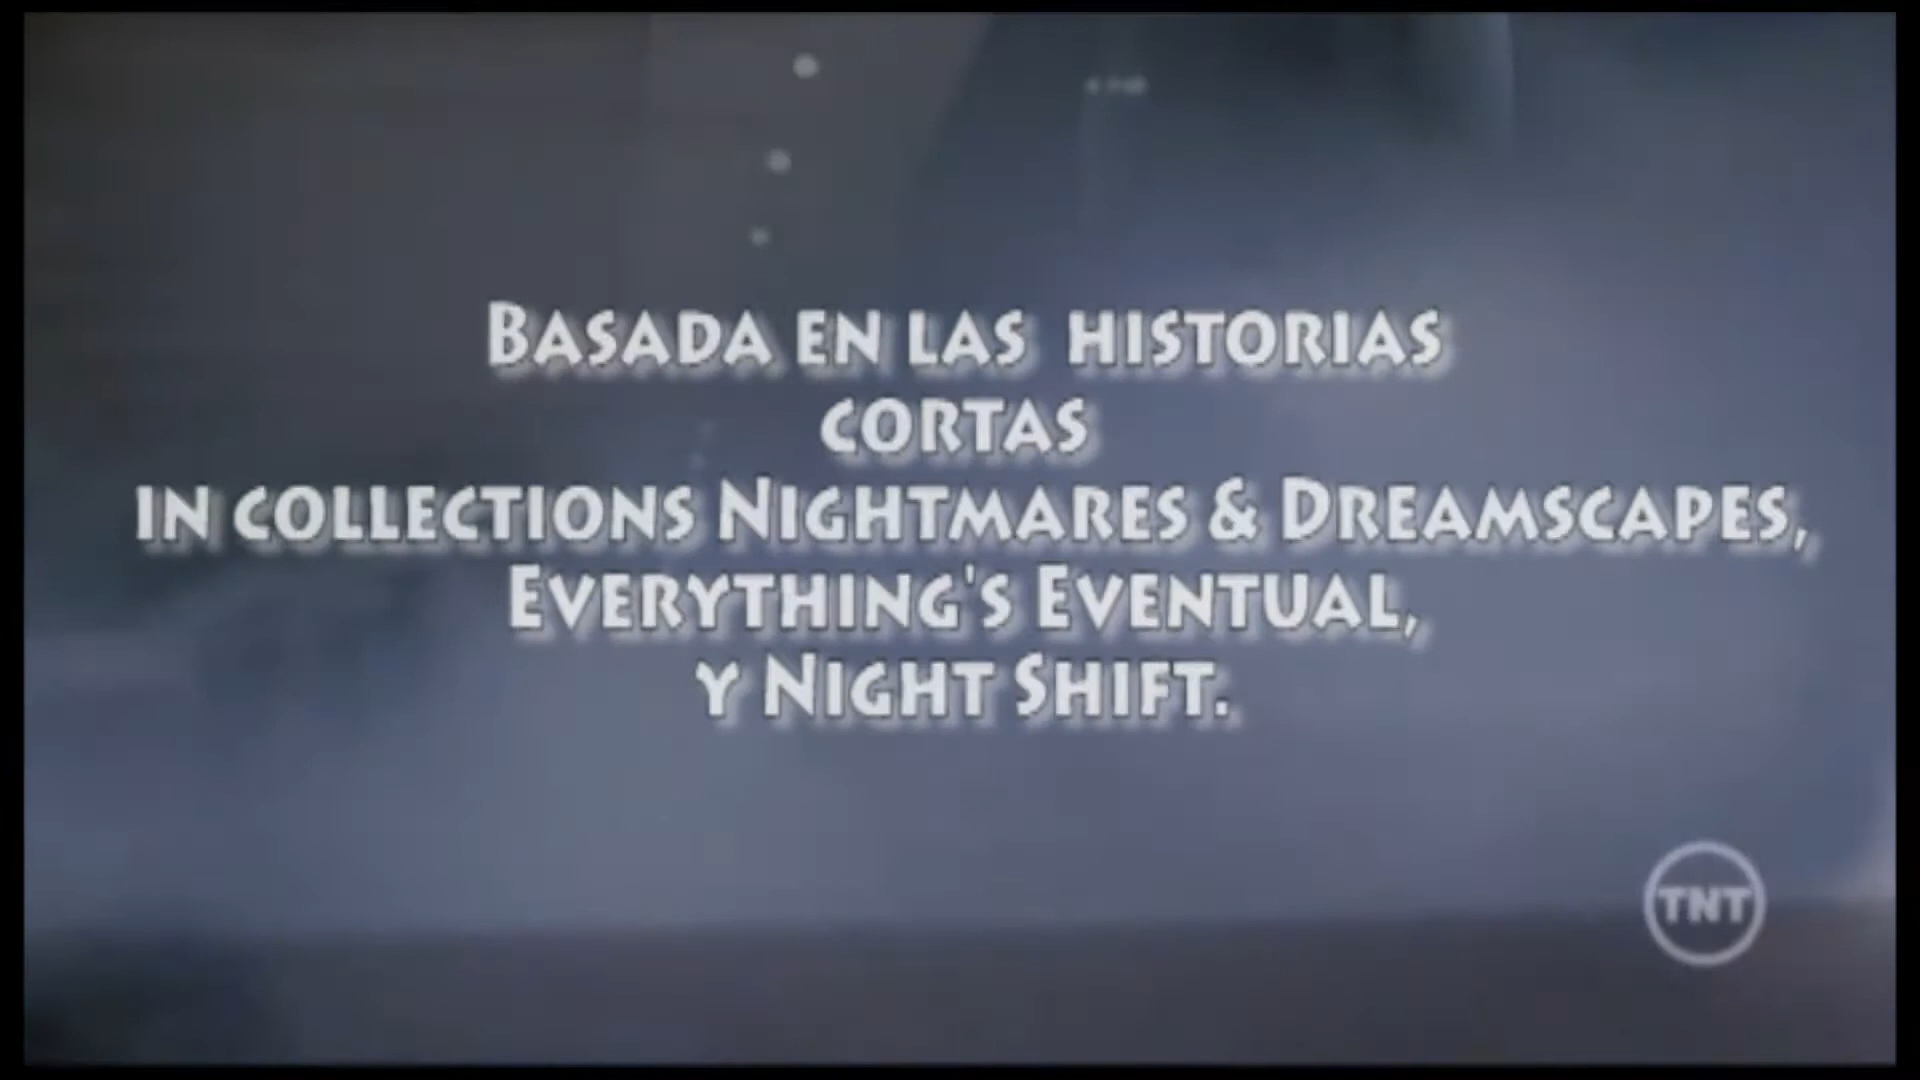 BASADA EN LAS HISTORIAS
CORTAS
IN COLLECTIONS NIGHTMARES & DREAMSCAPES,
EVERYTHING'S EVENTUAL,
Y NIGHT SHIFT.
TNT